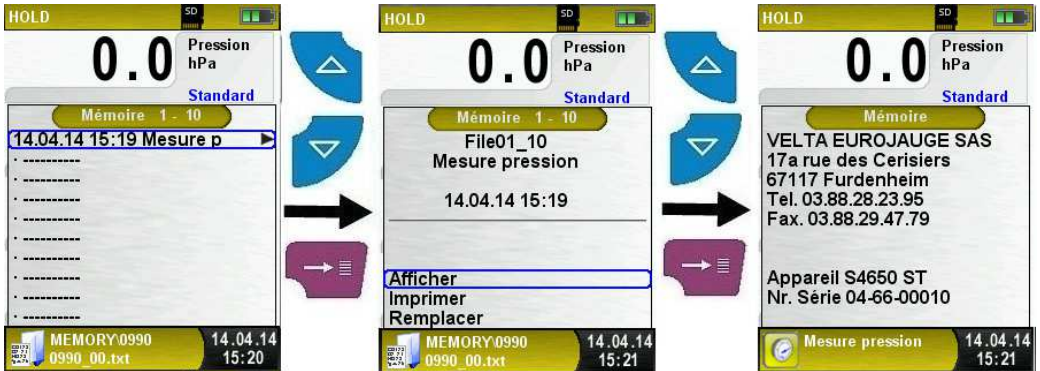 HOLD
SD
0.0
Pression
hPa
Standard
Mémoire 1 - 10
14.04.14 15:19 Mesure p
· ----------
· ----------
· ----------
· ----------
· ----------
· ----------
· ----------
· ----------
· ----------
MEMORY\0990
0990_00.txt
14.04.14
15:20
HOLD
SD
0.0
Pression
hPa
Standard
Mémoire 1 - 10
File01_10
Mesure pression
14.04.14 15:19
Afficher
Imprimer
Remplacer
MEMORY\0990
0990_00.txt
14.04.14
15:21
HOLD
SD
0.0
Pression
hPa
Standard
Mémoire
VELTA EUROJAUGE SAS
17a rue des Cerisiers
67117 Furdenheim
Tel. 03.88.28.23.95
Fax. 03.88.29.47.79
Appareil S4650 ST
Nr. Série 04-66-00010
Mesure pression
14.04.14
15:21